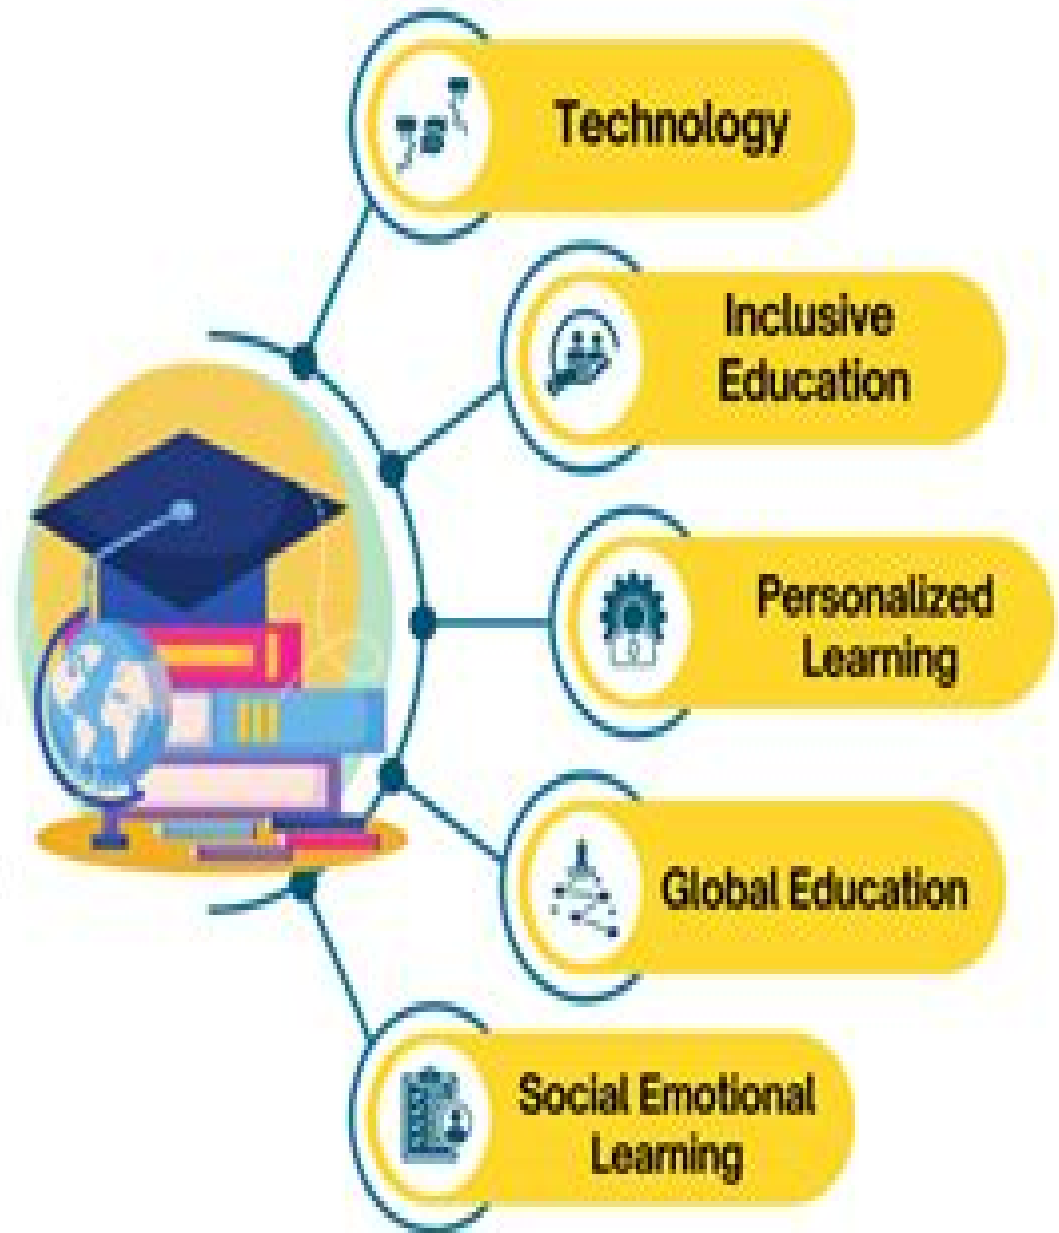 Technology
Inclusive
Education
Personalized
Learning
Global Education
Social Emotional
Learning